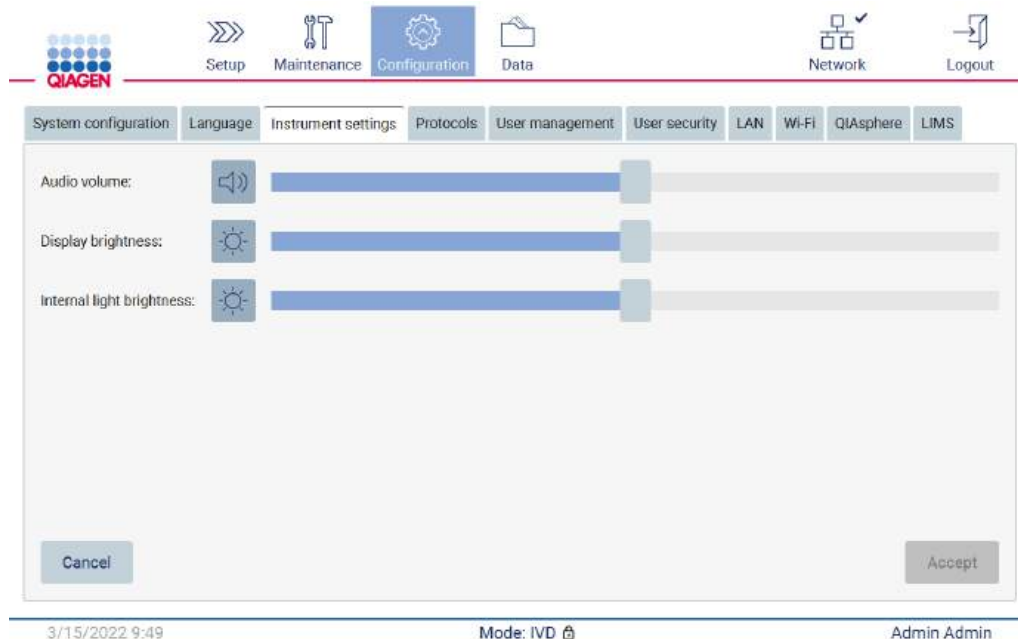 QIAGEN
Setup
Maintenance
Configuration
Data
Network
Logout
System configuration Language Instrument settings Protocols User management User security LAN Wi-Fi QIAsphere LIMS
Audio volume:
Display brightness:
Internal light brightness:
Cancel
Accept
3/15/2022 9:49
Mode: IVD
Admin Admin